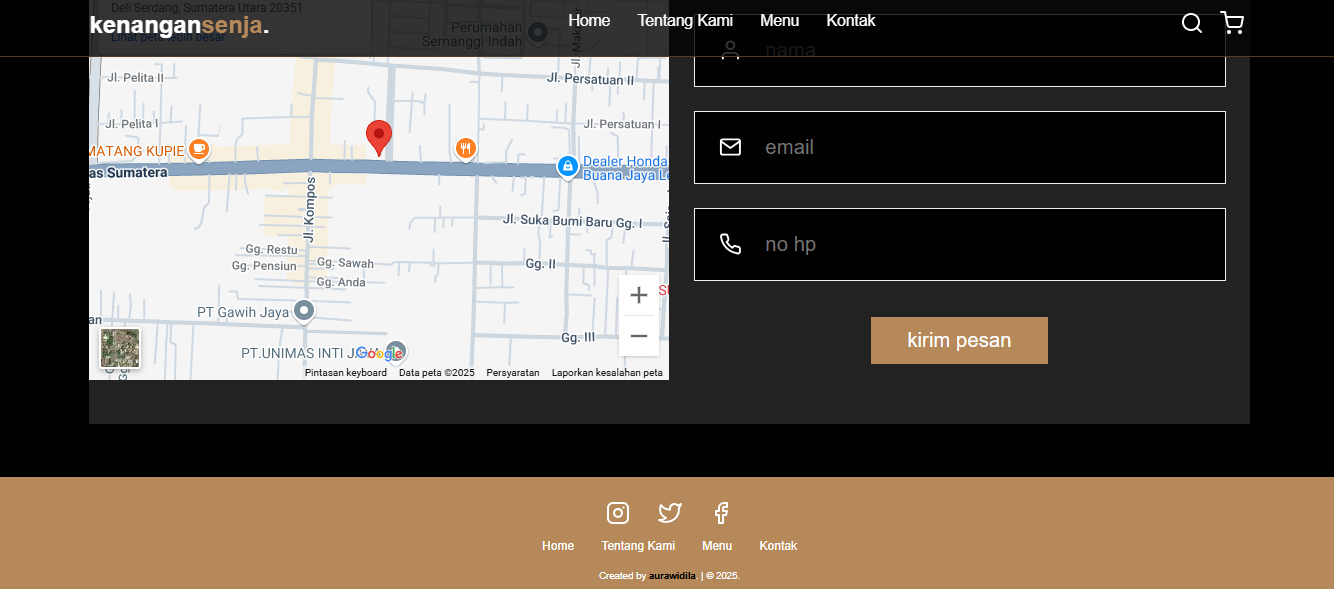 Deli Serdang, Sumatera Utara 20351
kenangansenja.
Home Tentang Kami Menu Kontak
Lihat peta lebih besar
Perumahan
Semanggi Indah
Jl. Pelita II
Jl. Persatuan II
Jl. Pelita I
Jl. Persatuan I
MATANG KUPIE
as Sumatera
Dealer Honda
Buana Jaya Le
Jl. Kompos
Jl. Suka Bumi Baru Gg. I
Gg. Restu
Gg. Pensiun
Gg. Sawah
Gg. II
Gg. Anda
PT Gawih Jaya
an
Gg. III
PT.UNIMAS INTI JAYA
Google
Pintasan keyboard Data peta ©2025 Persyaratan Laporkan kesalahan peta
nama
email
no hp
kirim pesan
Home Tentang Kami Menu Kontak
Created by aurawidila. | © 2025.